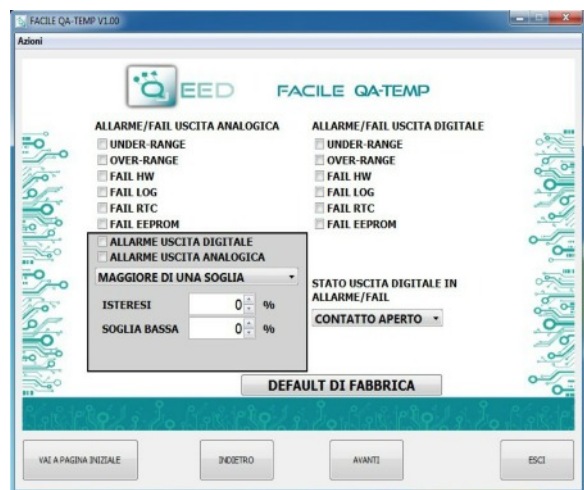 FACILE QA-TEMP V1.00
Azioni
QEED
FACILE QA-TEMP
ALLARME/FAIL USCITA ANALOGICA
UNDER-RANGE
OVER-RANGE
FAIL HW
FAIL LOG
FAIL RTC
FAIL EEPROM
ALLARME/FAIL USCITA DIGITALE
UNDER-RANGE
OVER-RANGE
FAIL HW
FAIL LOG
FAIL RTC
FAIL EEPROM
ALLARME USCITA DIGITALE
ALLARME USCITA ANALOGICA
MAGGIORE DI UNA SOGLIA
ISTERESI 0 %
SOGLIA BASSA 0 %
STATO USCITA DIGITALE IN
ALLARME/FAIL
CONTATTO APERTO
DEFAULT DI FABBRICA
VAI A PAGINA INIZIALE
INDIETRO
AVANTI
ESCI